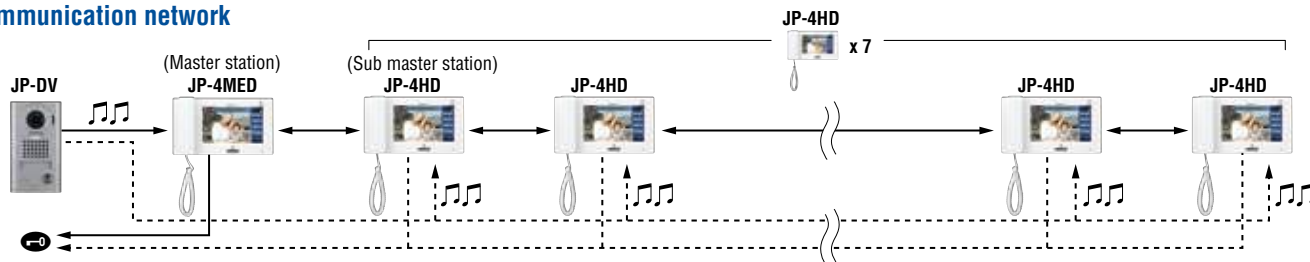 mmunication network
JP-4HD
x 7
(Master station)
(Sub master station)
JP-DV
JP-4MED
JP-4HD
JP-4HD
JP-4HD
JP-4HD